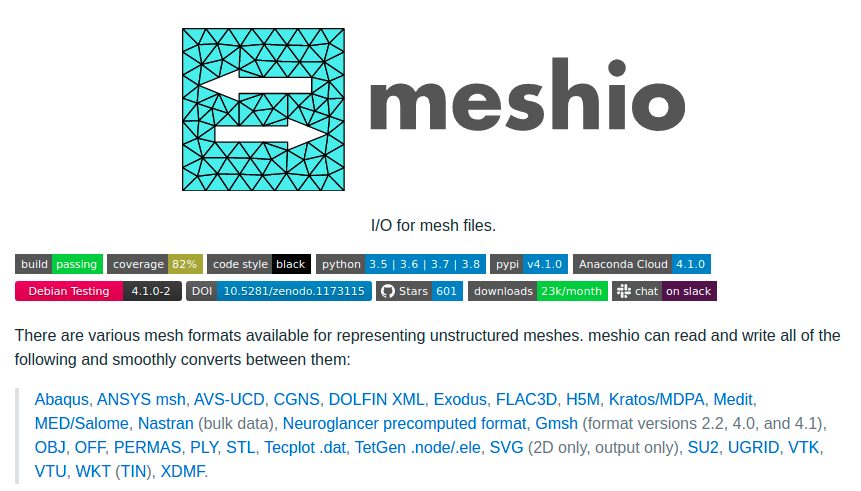 meshio
I/O for mesh files.
build passing coverage 82% code style black python 3.5 | 3.6 | 3.7 | 3.8 pypi v4.1.0 Anaconda Cloud 4.1.0
Debian Testing 4.1.0-2 DOI 10.5281/zenodo.1173115 Stars 601 downloads 23k/month chat on slack
There are various mesh formats available for representing unstructured meshes. meshio can read and write all of the
following and smoothly converts between them:
Abaqus, ANSYS msh, AVS-UCD, CGNS, DOLFIN XML, Exodus, FLAC3D, H5M, Kratos/MDPA, Medit,
MED/Salome, Nastran (bulk data), Neuroglancer precomputed format, Gmsh (format versions 2.2, 4.0, and 4.1),
OBJ, OFF, PERMAS, PLY, STL, Tecplot .dat, TetGen .node/.ele, SVG (2D only, output only), SU2, UGRID, VTK,
VTU, WKT (TIN), XDMF.